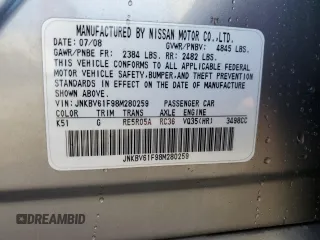 MANUFACTURED BY NISSAN MOTOR CO.,LTD.
DATE: 07/08 GVWR/PNBV: 4845 LBS.
GAWR/PNBE FR: 2384 LBS. RR: 2482 LBS.
THIS VEHICLE CONFORMS TO ALL APPLICABLE FEDERAL
MOTOR VEHICLE SAFETY,BUMPER,AND THEFT PREVENTION
STANDARDS IN EFFECT ON THE DATE OF MANUFACTURE
SHOWN ABOVE.
VIN:JNKBV61F98M280259 PASSENGER CAR
COLOR TRIM TRANS AXLE ENGINE
K51 G RE5R05A RC36 VQ35(HR) 3498CC
JNKBV61F98M280259
DREAMBID